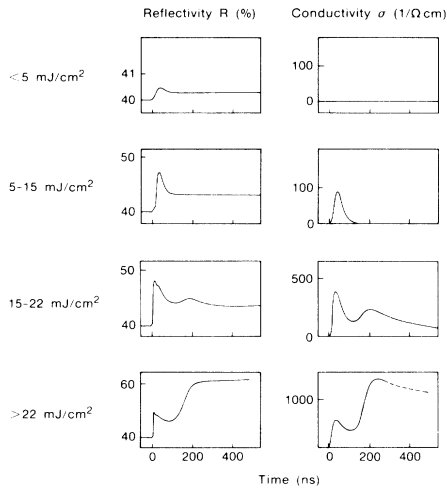 Reflectivity R (%) Conductivity σ (1/Ωcm)
<5 mJ/cm²
41
40
100
0
5-15 mJ/cm²
50
40
100
0
15-22 mJ/cm²
50
40
500
0
>22 mJ/cm²
60
40
1000
0 200 400 0 200 400
Time (ns)